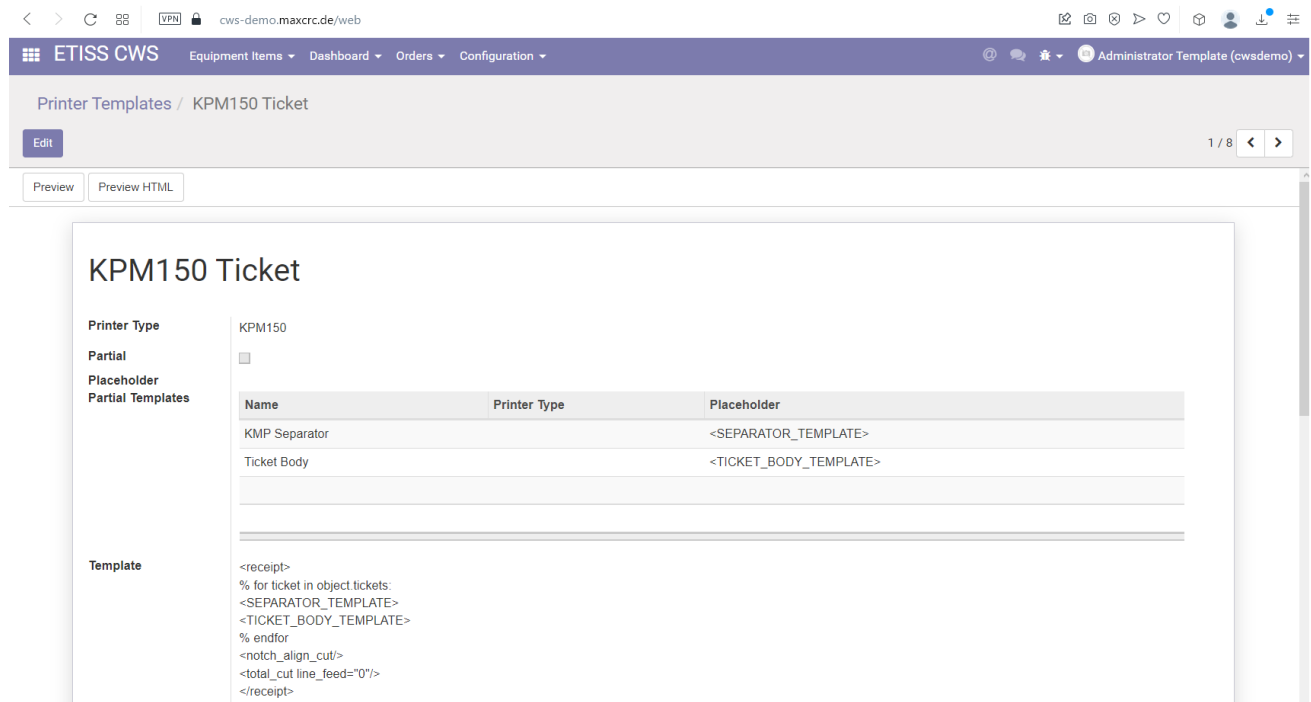 VPN cws-demo.maxcrc.de/web
ETISS CWS Equipment Items Dashboard Orders Configuration @ Administrator Template (cwsdemo)
Printer Templates / KPM150 Ticket
Edit 1 / 8
Preview Preview HTML
KPM150 Ticket
Printer Type KPM150
Partial
Placeholder
Partial Templates
Name Printer Type Placeholder
KMP Separator <SEPARATOR_TEMPLATE>
Ticket Body <TICKET_BODY_TEMPLATE>
Template <receipt>
% for ticket in object.tickets:
<SEPARATOR_TEMPLATE>
<TICKET_BODY_TEMPLATE>
% endfor
<notch_align_cut/>
<total_cut line_feed="0"/>
</receipt>